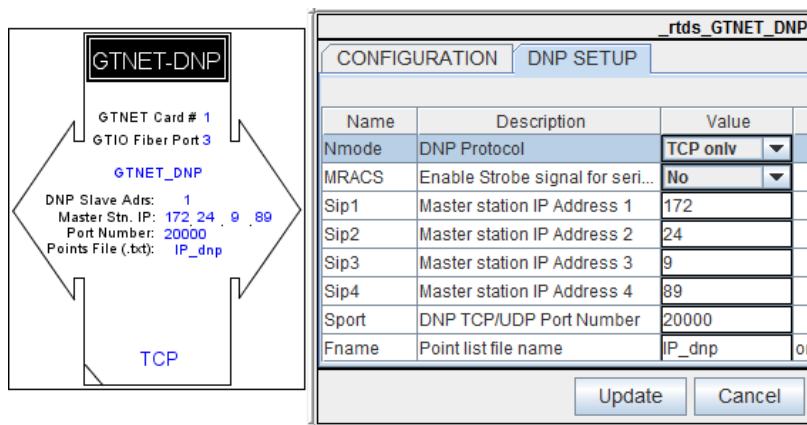 GTNET-DNP
GTNET Card # 1
GTIO Fiber Port 3
GTNET_DNP
DNP Slave Adrs: 1
Master Stn. IP: 172 . 24 . 9 . 89
Port Number: 20000
Points File (.txt): IP_dnp
TCP
_rtds_GTNET_DNP
CONFIGURATION DNP SETUP
Name Description Value
Nmode DNP Protocol TCP only
MRACS Enable Strobe signal for seri... No
Sip1 Master station IP Address 1 172
Sip2 Master station IP Address 2 24
Sip3 Master station IP Address 3 9
Sip4 Master station IP Address 4 89
Sport DNP TCP/UDP Port Number 20000
Fname Point list file name IP_dnp
Update Cancel